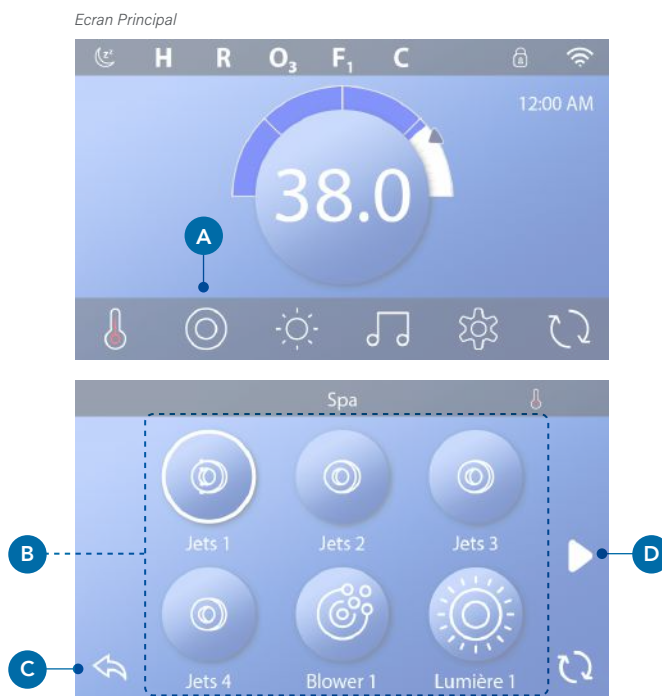 Ecran Principal
H R O₃ F₁ C
12:00 AM
38.0
A
Spa
Jets 1 Jets 2 Jets 3
B
D
Jets 4 Blower 1 Lumière 1
C